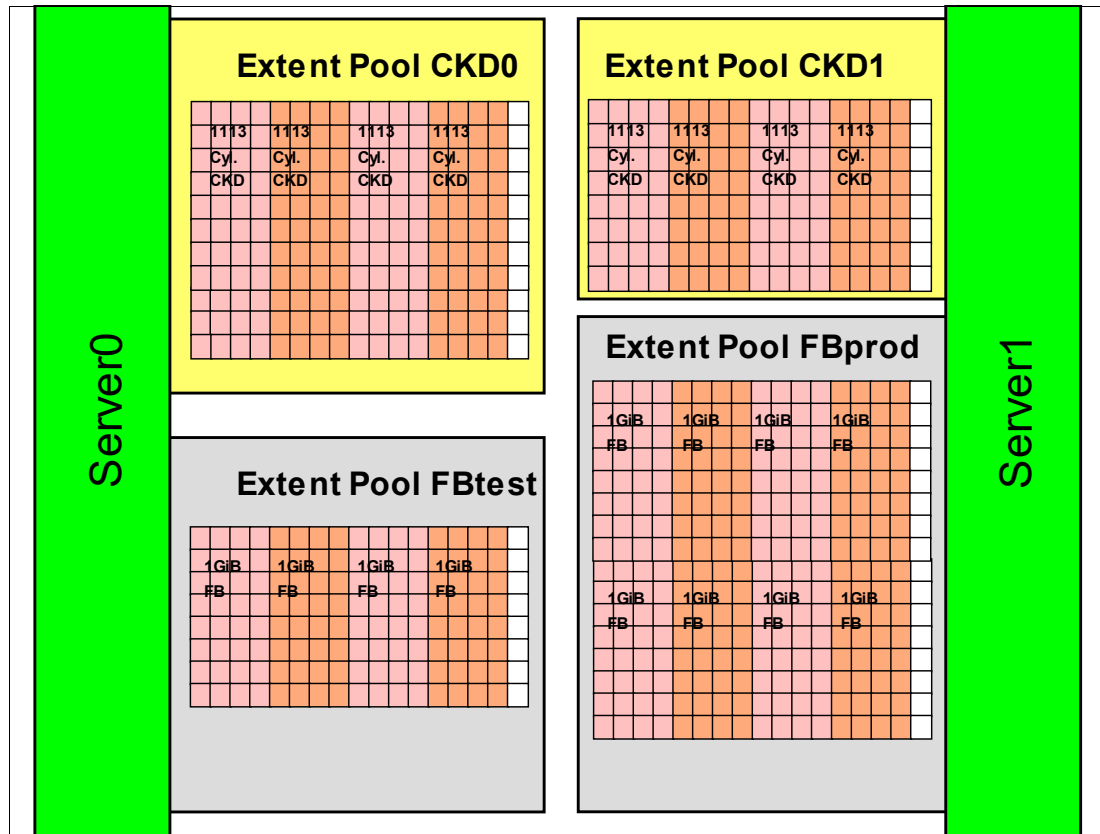 Server0
Extent Pool CKD0
1113 1113 1113 1113
Cyl. Cyl. Cyl. Cyl.
CKD CKD CKD CKD
Extent Pool CKD1
1113 1113 1113 1113
Cyl. Cyl. Cyl. Cyl.
CKD CKD CKD CKD
Extent Pool FBtest
1GiB 1GiB 1GiB 1GiB
FB FB FB FB
Extent Pool FBprod
1GiB 1GiB 1GiB 1GiB
FB FB FB FB
1GiB 1GiB 1GiB 1GiB
FB FB FB FB
Server1